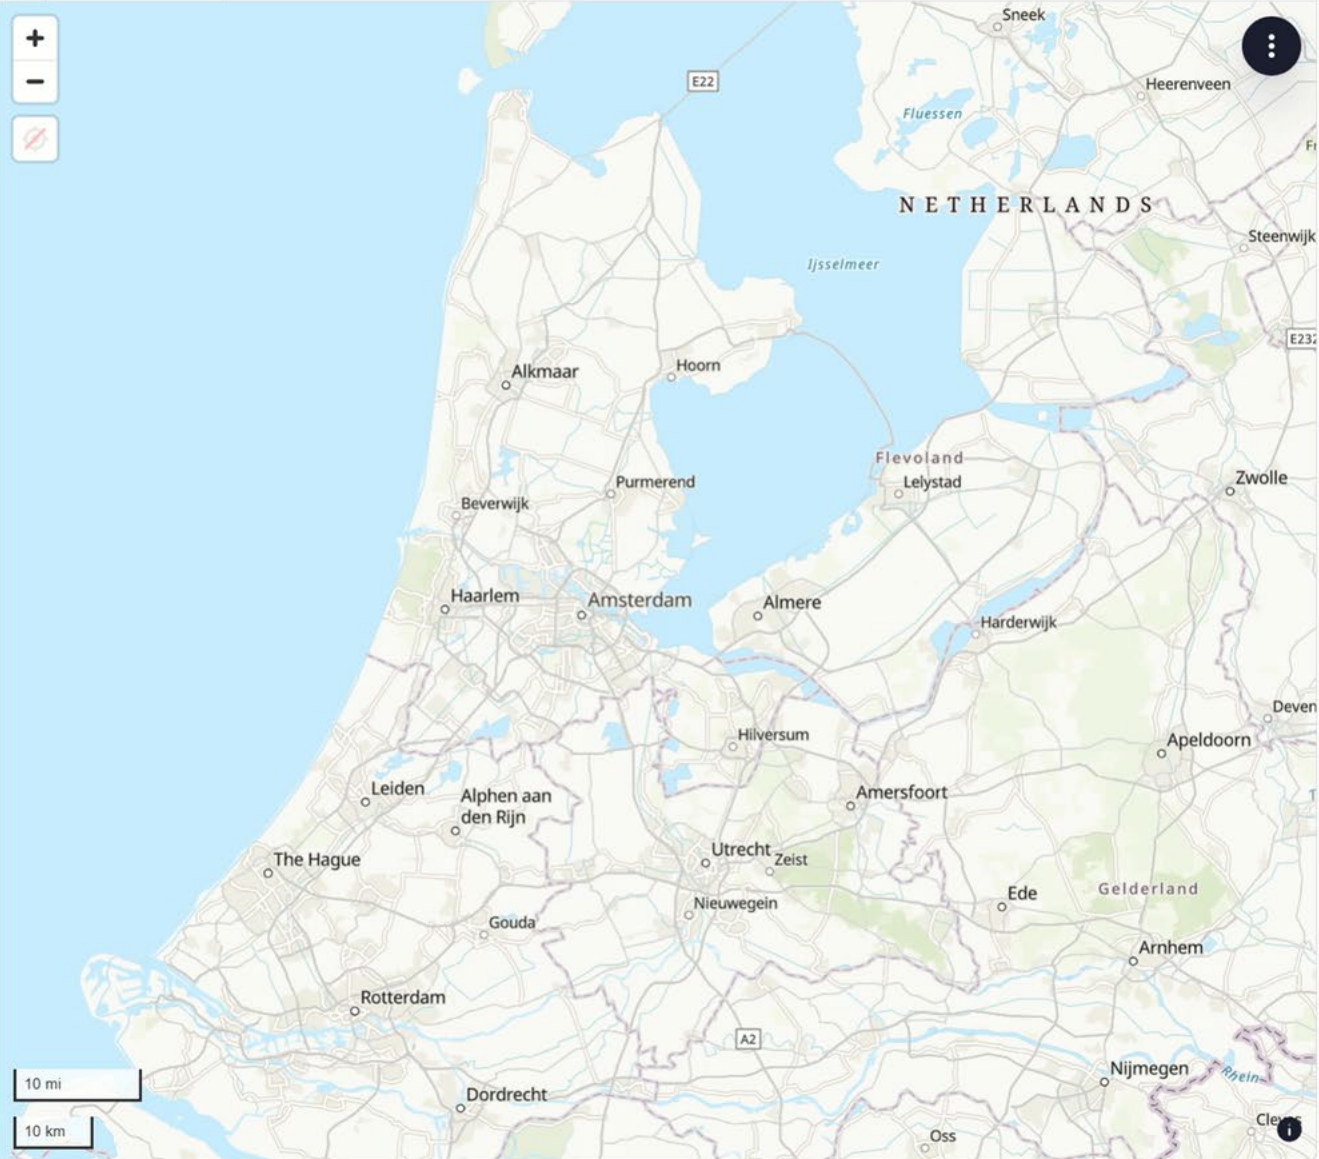 +
Sneek
−
E22
Heerenveen
Fluessen
Fr
NETHERLANDS
Steenwijk
Ijsselmeer
E232
Hoorn
Alkmaar
Flevoland
Lelystad
Zwolle
Purmerend
Beverwijk
Haarlem
Amsterdam
Almere
Harderwijk
Deven
Hilversum
Apeldoorn
Leiden
Alphen aan
den Rijn
Amersfoort
The Hague
Utrecht
Zeist
Gelderland
Ede
Nieuwegein
Gouda
Arnhem
Rotterdam
A2
Nijmegen
Rhein
10 mi
Dordrecht
Cleves
10 km
Oss
i